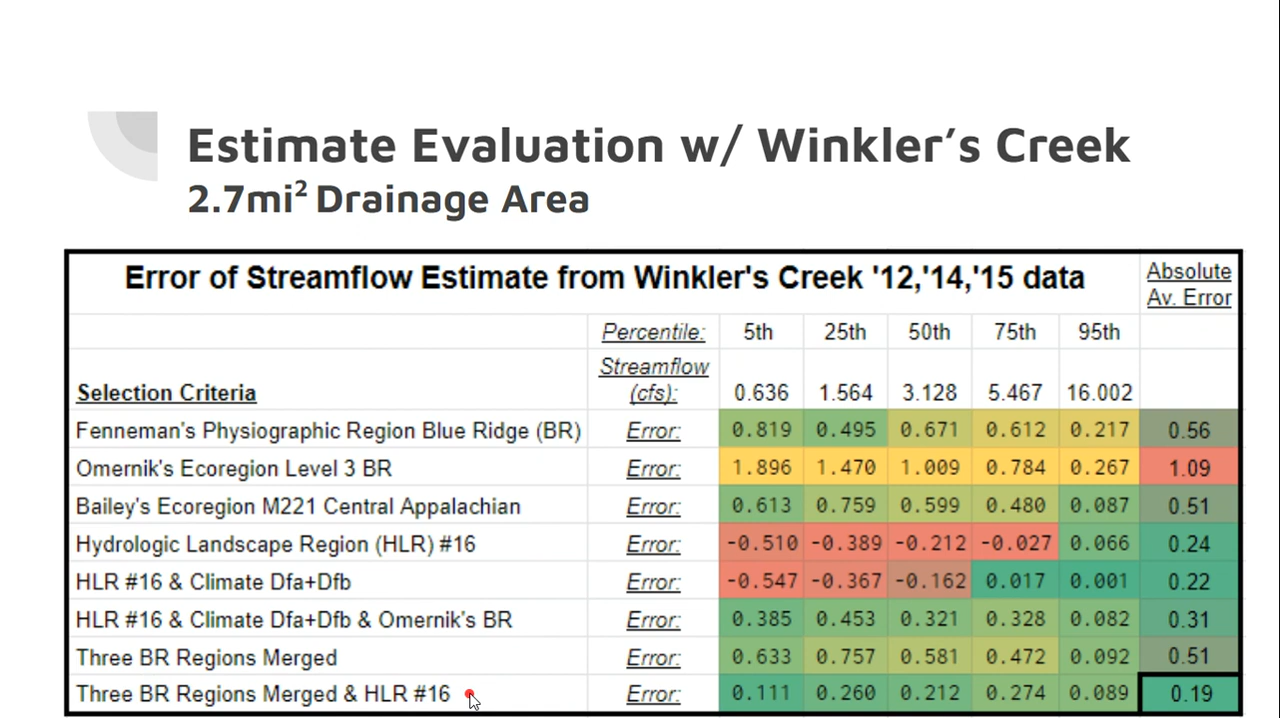 Estimate Evaluation w/ Winkler’s Creek
2.7mi² Drainage Area
Error of Streamflow Estimate from Winkler's Creek '12,'14,'15 data
Absolute
Av. Error
Percentile: 5th 25th 50th 75th 95th
Selection Criteria Streamflow (cfs): 0.636 1.564 3.128 5.467 16.002
Fenneman's Physiographic Region Blue Ridge (BR) Error: 0.819 0.495 0.671 0.612 0.217 0.56
Omernik's Ecoregion Level 3 BR Error: 1.896 1.470 1.009 0.784 0.267 1.09
Bailey's Ecoregion M221 Central Appalachian Error: 0.613 0.759 0.599 0.480 0.087 0.51
Hydrologic Landscape Region (HLR) #16 Error: -0.510 -0.389 -0.212 -0.027 0.066 0.24
HLR #16 & Climate Dfa+Dfb Error: -0.547 -0.367 -0.162 0.017 0.001 0.22
HLR #16 & Climate Dfa+Dfb & Omernik's BR Error: 0.385 0.453 0.321 0.328 0.082 0.31
Three BR Regions Merged Error: 0.633 0.757 0.581 0.472 0.092 0.51
Three BR Regions Merged & HLR #16 Error: 0.111 0.260 0.212 0.274 0.089 0.19